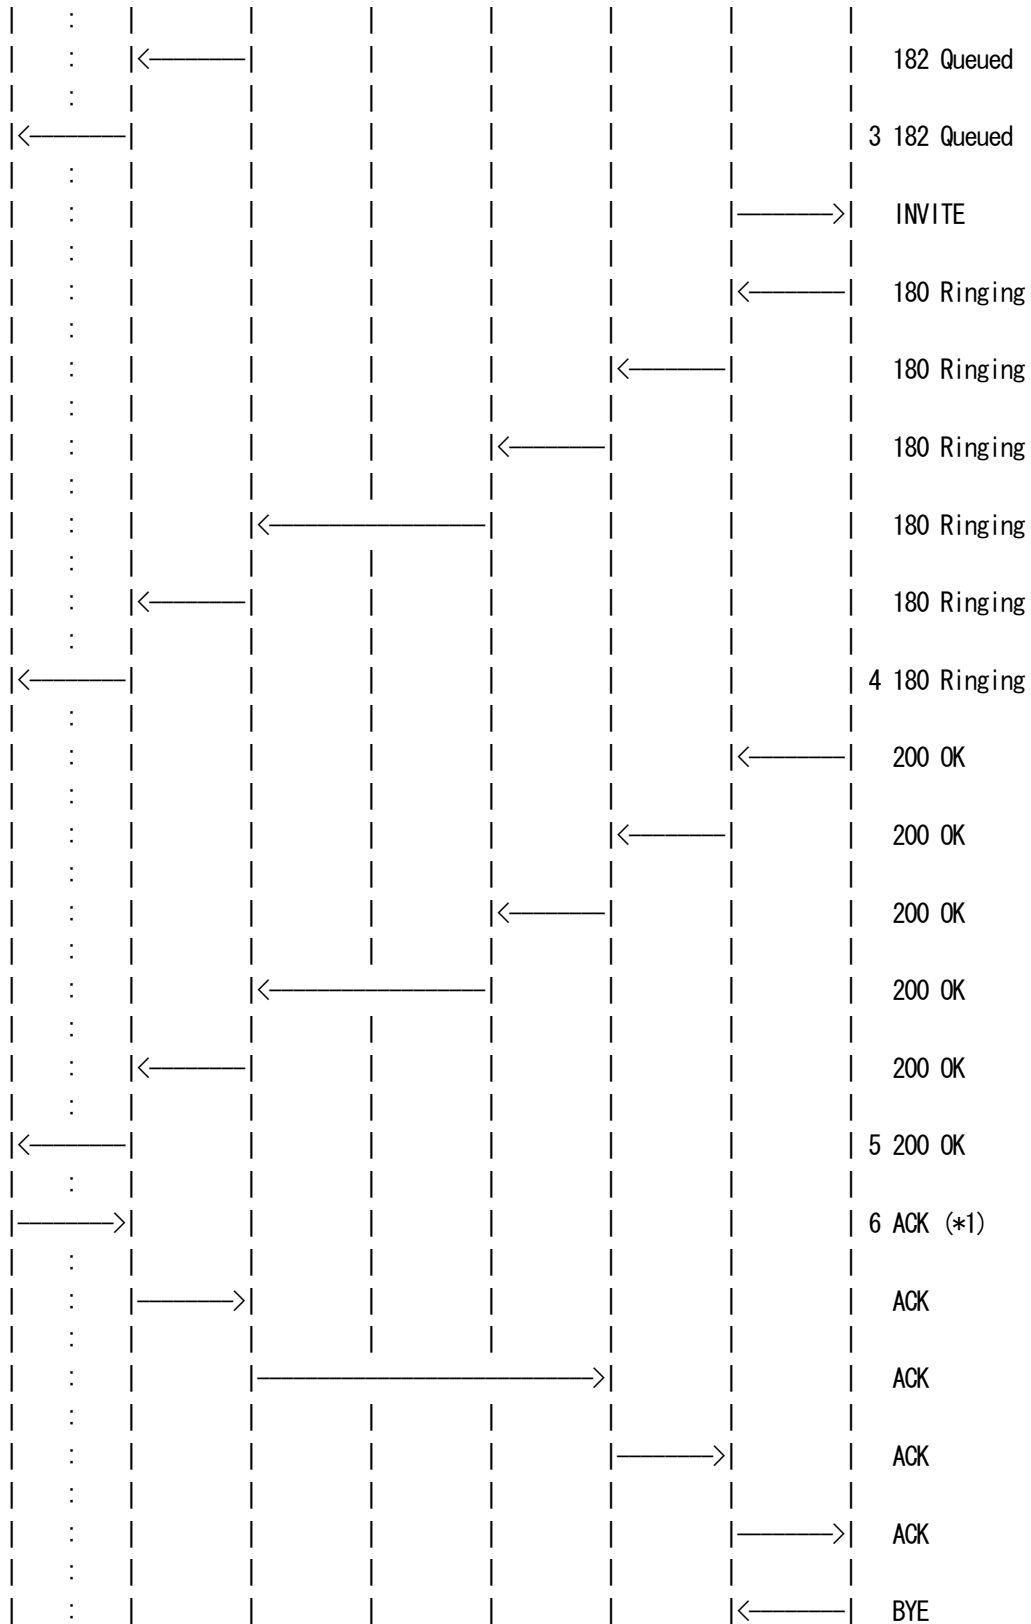 182 Queued
3 182 Queued
INVITE
180 Ringing
180 Ringing
180 Ringing
180 Ringing
180 Ringing
4 180 Ringing
200 OK
200 OK
200 OK
200 OK
200 OK
5 200 OK
6 ACK (*1)
ACK
ACK
ACK
ACK
BYE